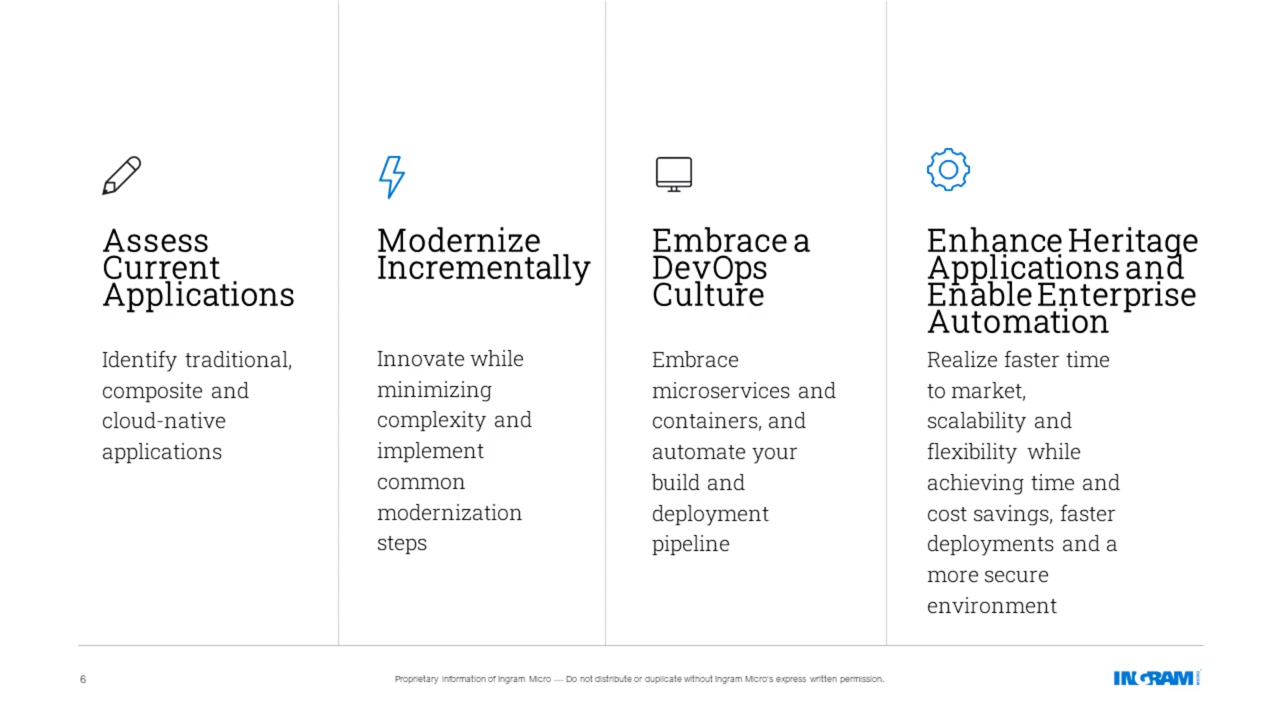 Assess
Current
Applications
Identify traditional,
composite and
cloud-native
applications
Modernize
Incrementally
Innovate while
minimizing
complexity and
implement
common
modernization
steps
Embrace a
DevOps
Culture
Embrace
microservices and
containers, and
automate your
build and
deployment
pipeline
Enhance Heritage
Applications and
Enable Enterprise
Automation
Realize faster time
to market,
scalability and
flexibility while
achieving time and
cost savings, faster
deployments and a
more secure
environment
6
Proprietary information of Ingram Micro — Do not distribute or duplicate without Ingram Micro's express written permission.
INGRAM